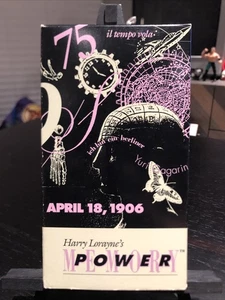 75
il tempo vola
ich bin ein berliner
Yuri Gagarin
APRIL 18, 1906
Harry Lorayne's
MEMORY
POWER